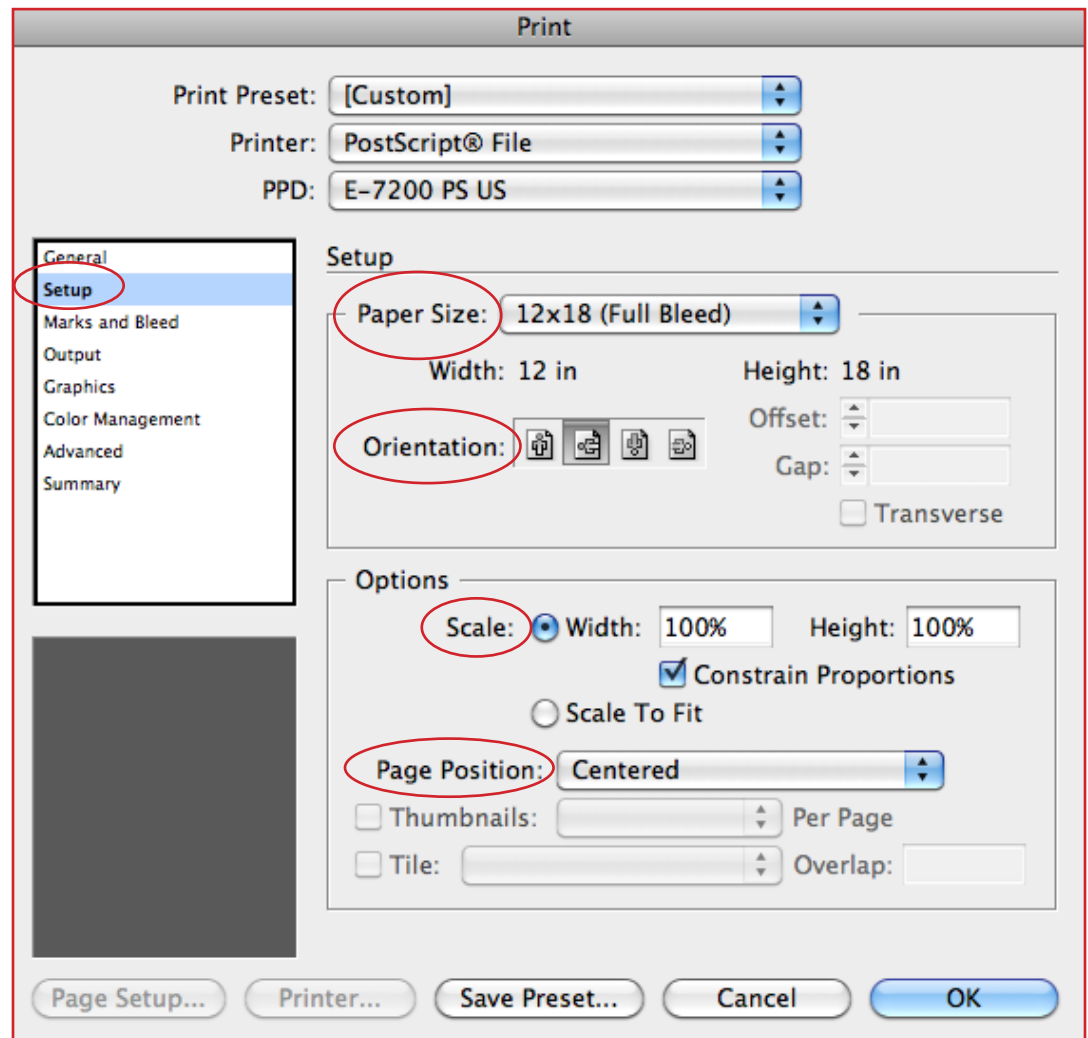 Print
Print Preset: [Custom]
Printer: PostScript® File
PPD: E-7200 PS US
General
Setup
Marks and Bleed
Output
Graphics
Color Management
Advanced
Summary
Setup
Paper Size: 12x18 (Full Bleed)
Width: 12 in Height: 18 in
Orientation: Offset:
Gap:
Transverse
Options
Scale: Width: 100% Height: 100%
Constrain Proportions
Scale To Fit
Page Position: Centered
Thumbnails: Per Page
Tile: Overlap:
Page Setup... Printer... Save Preset... Cancel OK